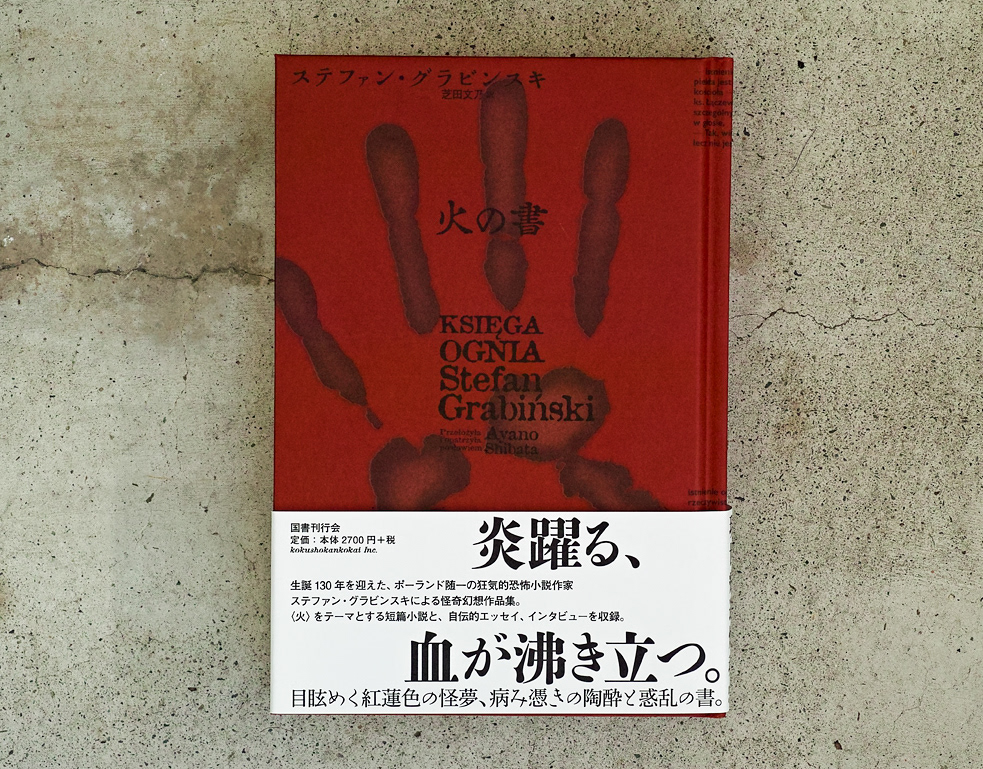 ステファン・グラビンスキ
芝田文乃
火の書
KSIĘGA
OGNIA
Stefan
Grabiński
Przełożyła
i opatrzyła
posłowiem
Ayano
Shibata
国書刊行会
定価：本体2700円＋税
kokushokankokai Inc.
炎躍る、
生誕130年を迎えた、ポーランド随一の狂気的恐怖小説作家
ステファン・グラビンスキによる怪奇幻想作品集。
〈火〉をテーマとする短篇小説と、自伝的エッセイ、インタビューを収録。
血が沸き立つ。
目眩めく紅蓮色の怪夢、病み憑きの陶酔と惑乱の書。